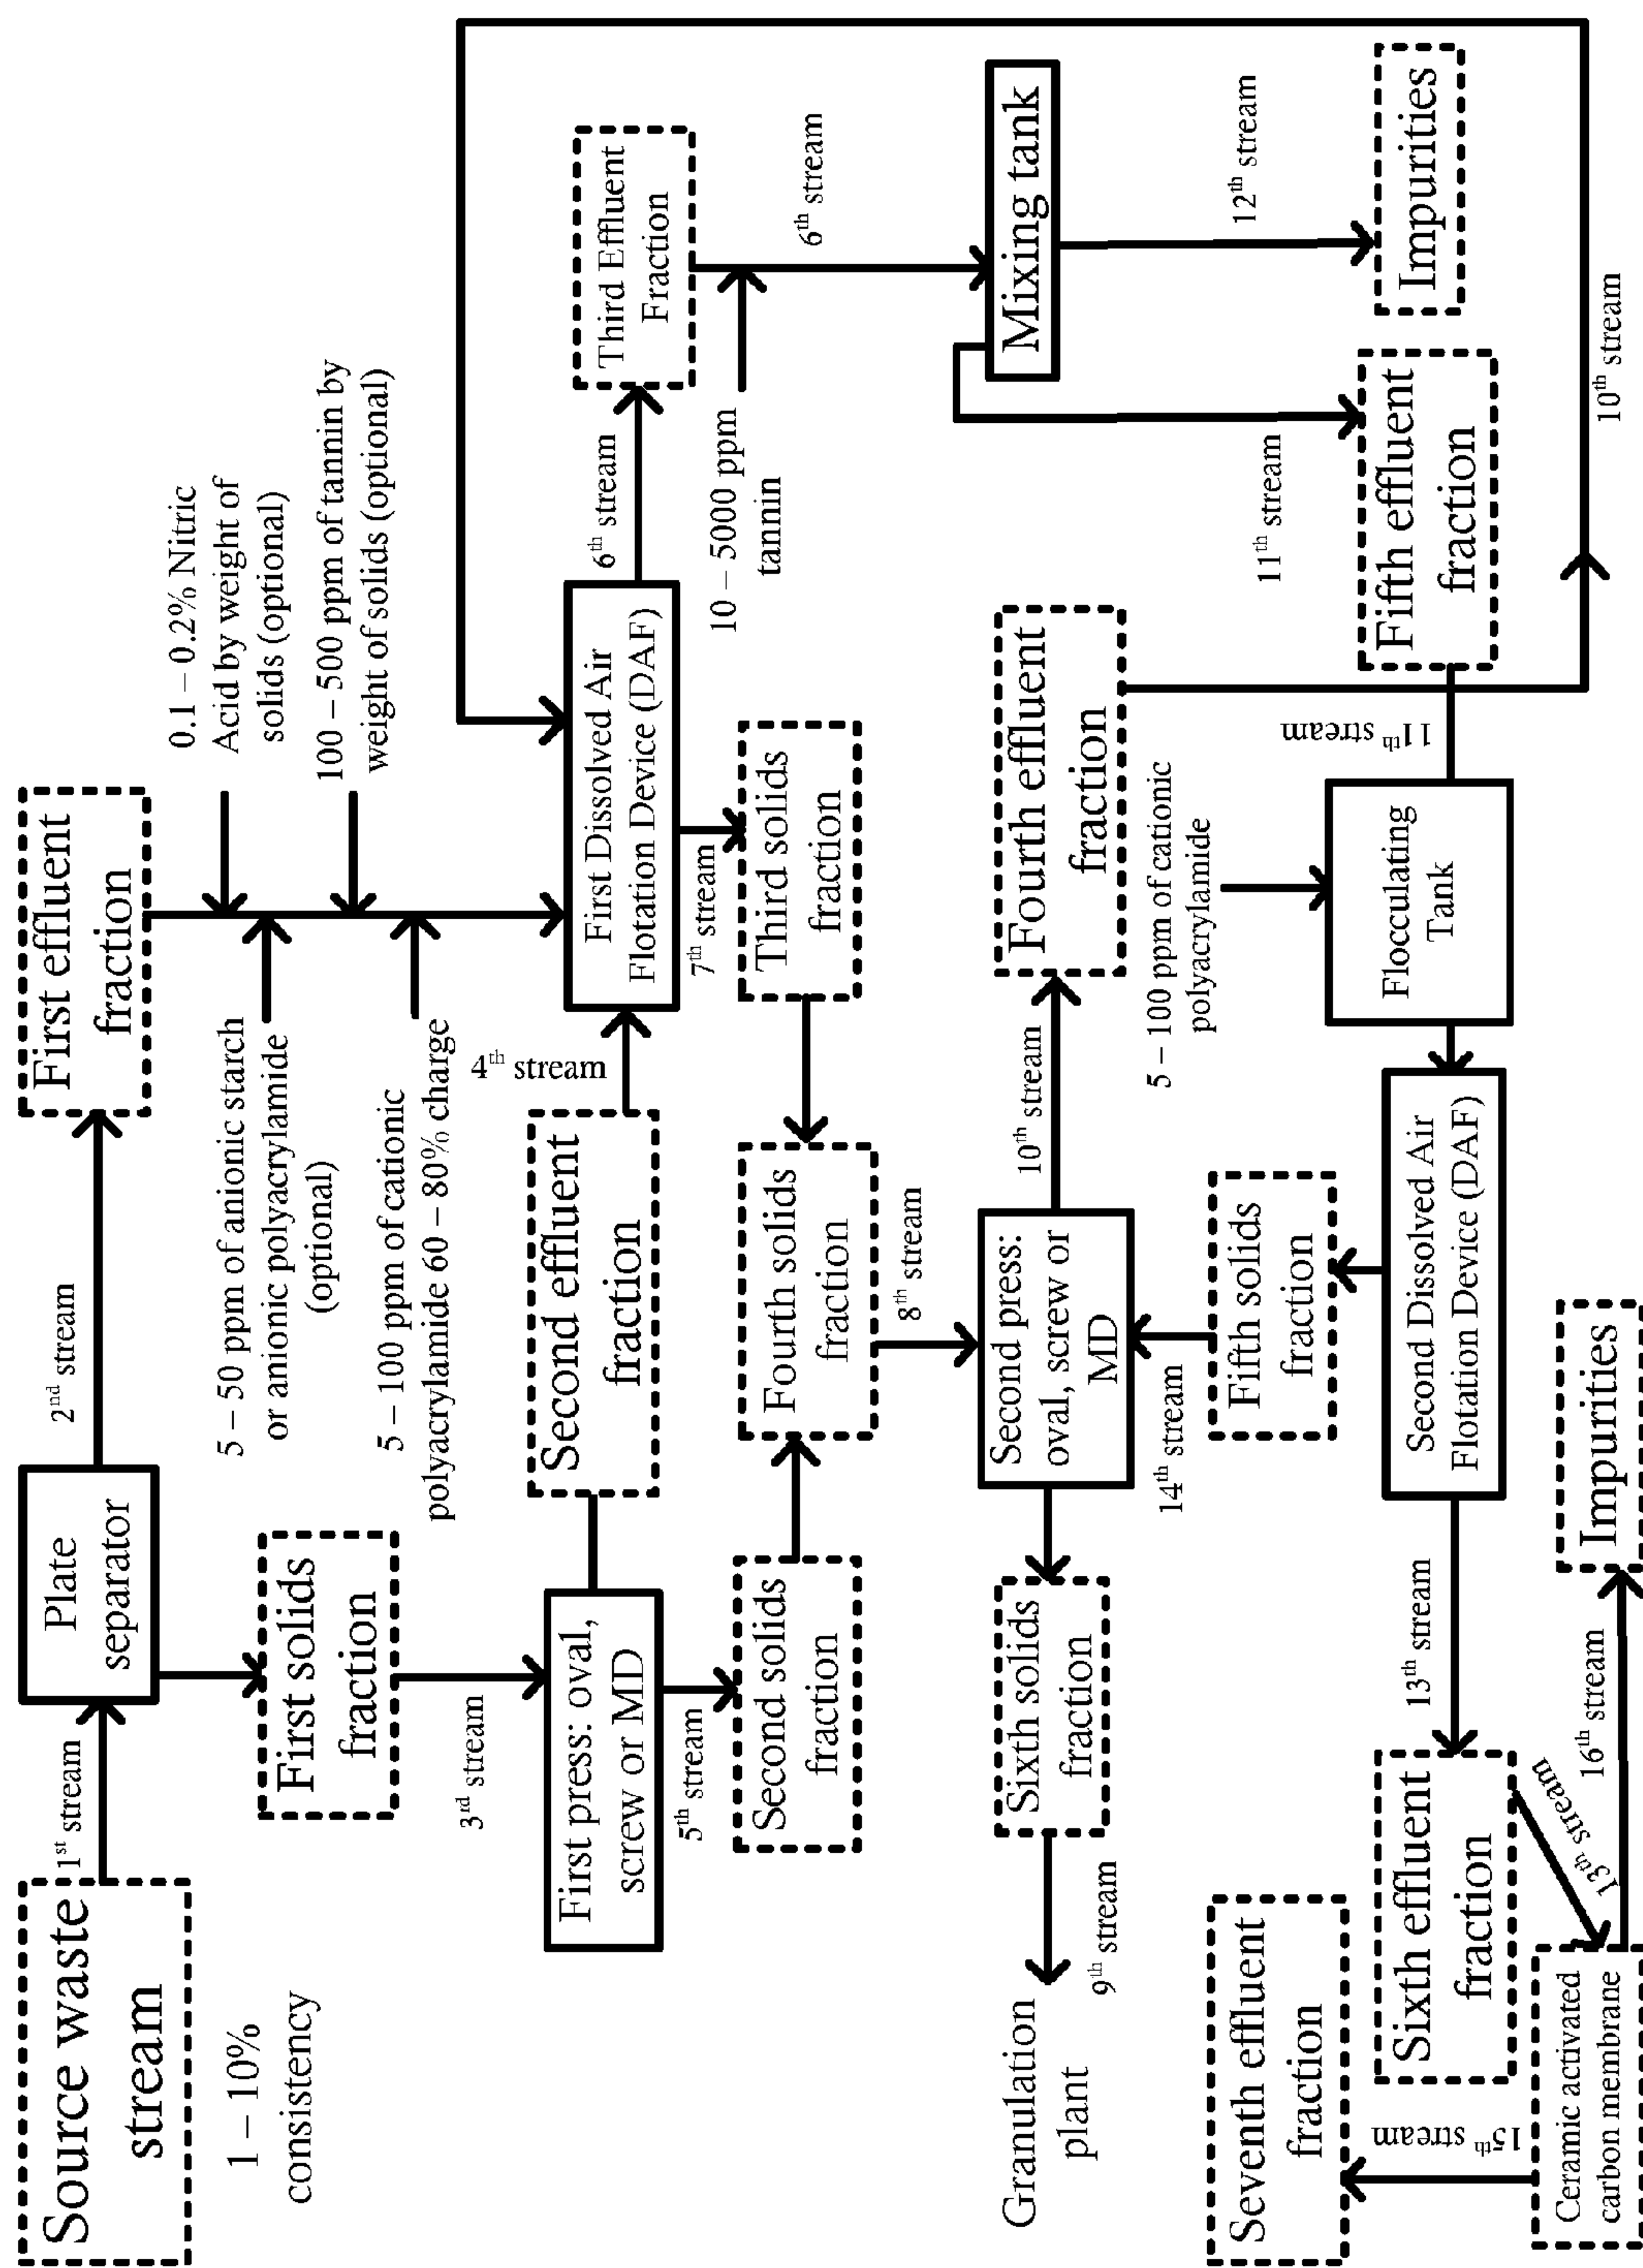 Source waste
stream
1 – 10%
consistency
1st stream
Plate
separator
2nd stream
First effluent
fraction
0.1 – 0.2% Nitric
Acid by weight of
solids (optional)
100 – 500 ppm of tannin by
weight of solids (optional)
5 – 50 ppm of anionic starch
or anionic polyacrylamide
(optional)
5 – 100 ppm of cationic
polyacrylamide 60 – 80% charge
First solids
fraction
3rd stream
First press: oval,
screw or MD
Second effluent
fraction
4th stream
First Dissolved Air
Flotation Device (DAF)
6th stream
Third Effluent
Fraction
5th stream
Second solids
fraction
Fourth solids
fraction
7th stream
Third solids
fraction
10 – 5000 ppm
tannin
6th stream
8th stream
Granulation
plant
9th stream
Sixth solids
fraction
Second press:
oval, screw or
MD
10th stream
Fourth effluent
fraction
Mixing tank
11th stream
12th stream
Seventh effluent
fraction
14th stream
Fifth solids
fraction
5 – 100 ppm of cationic
polyacrylamide
11th stream
Fifth effluent
fraction
Impurities
15th stream
Sixth effluent
fraction
13th stream
Second Dissolved Air
Flotation Device (DAF)
Flocculating
Tank
Ceramic activated
carbon membrane
13th stream
16th stream
Impurities
10th stream